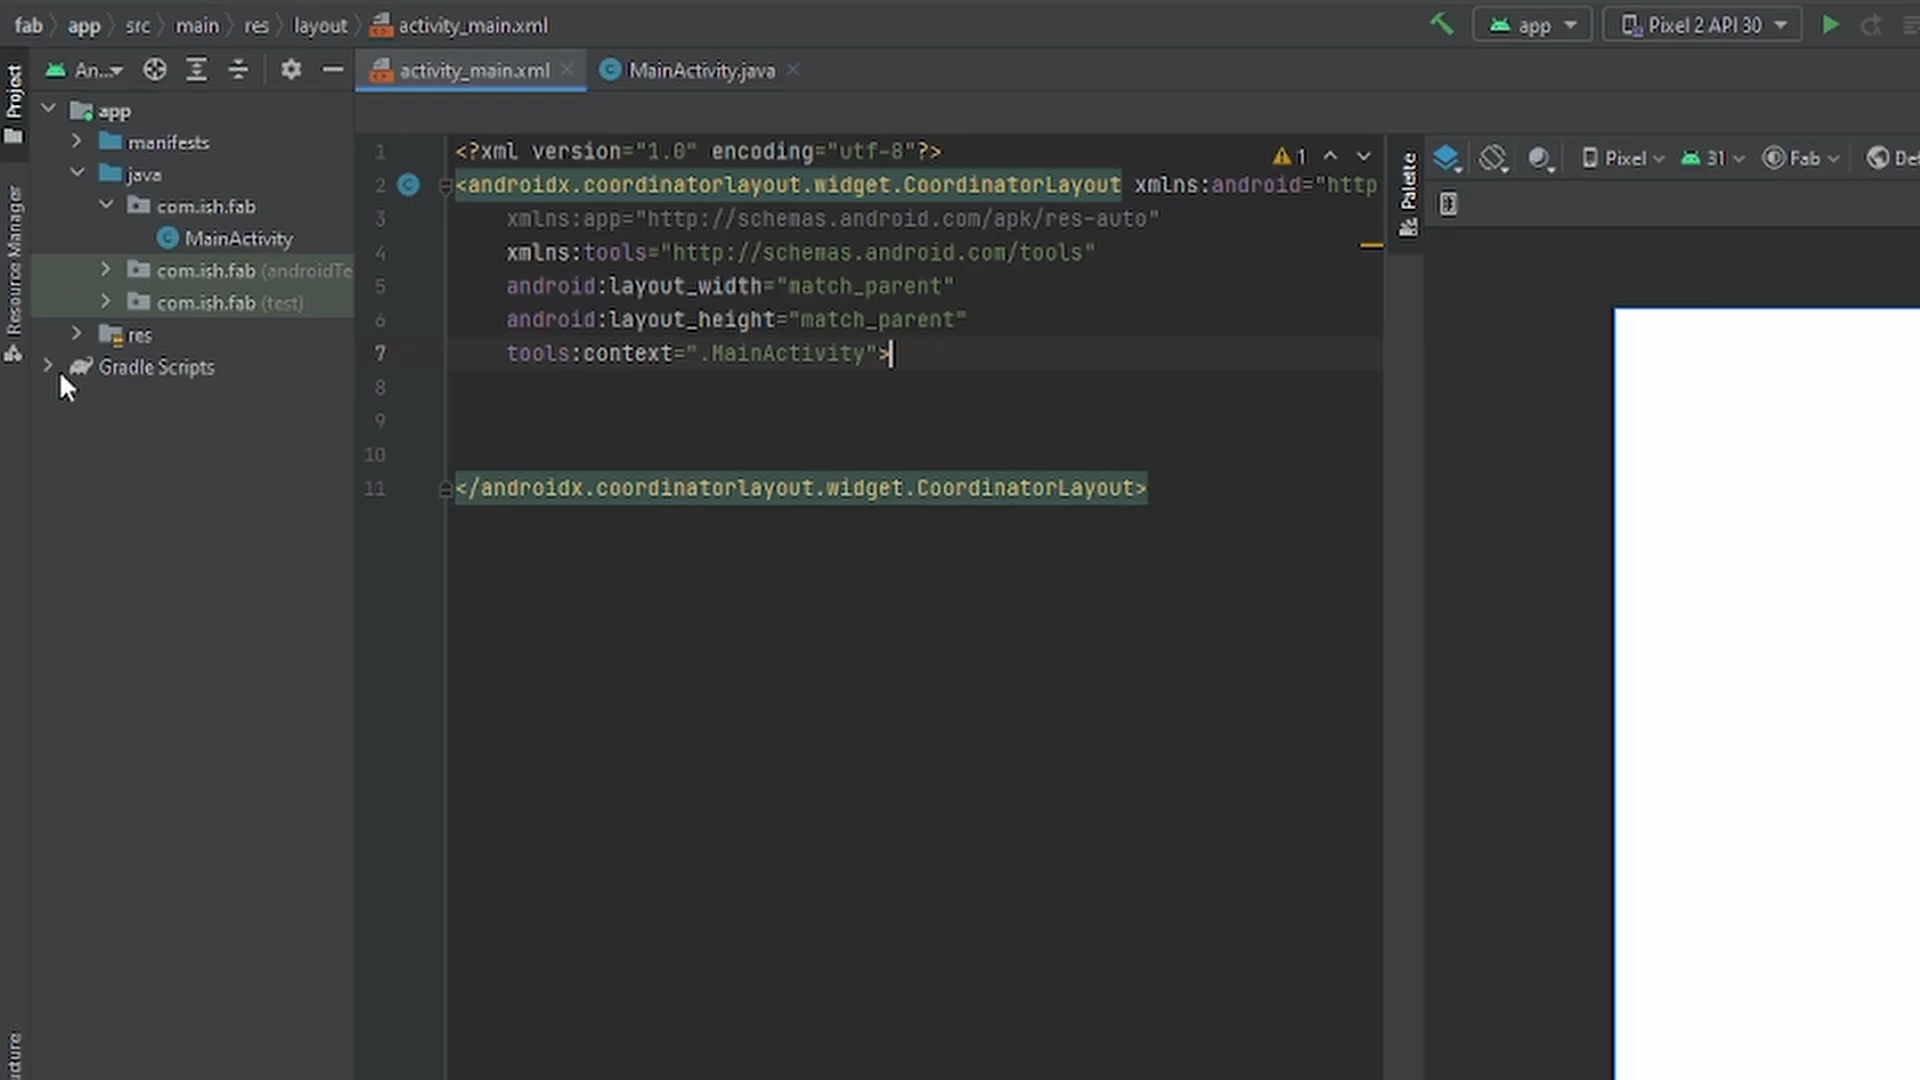 fab app src main res layout activity_main.xml
app Pixel 2 API 30
An...
activity_main.xml MainActivity.java
Project
Resource Manager
app
manifests
java
com.ish.fab
MainActivity
com.ish.fab (androidTe
com.ish.fab (test)
res
Gradle Scripts
1 <?xml version="1.0" encoding="utf-8"?>
2 <androidx.coordinatorlayout.widget.CoordinatorLayout xmlns:android="http
3 xmlns:app="http://schemas.android.com/apk/res-auto"
4 xmlns:tools="http://schemas.android.com/tools"
5 android:layout_width="match_parent"
6 android:layout_height="match_parent"
7 tools:context=".MainActivity">
8
9
10
11 </androidx.coordinatorlayout.widget.CoordinatorLayout>
1
Palette
Pixel 31 Fab Def
ucture